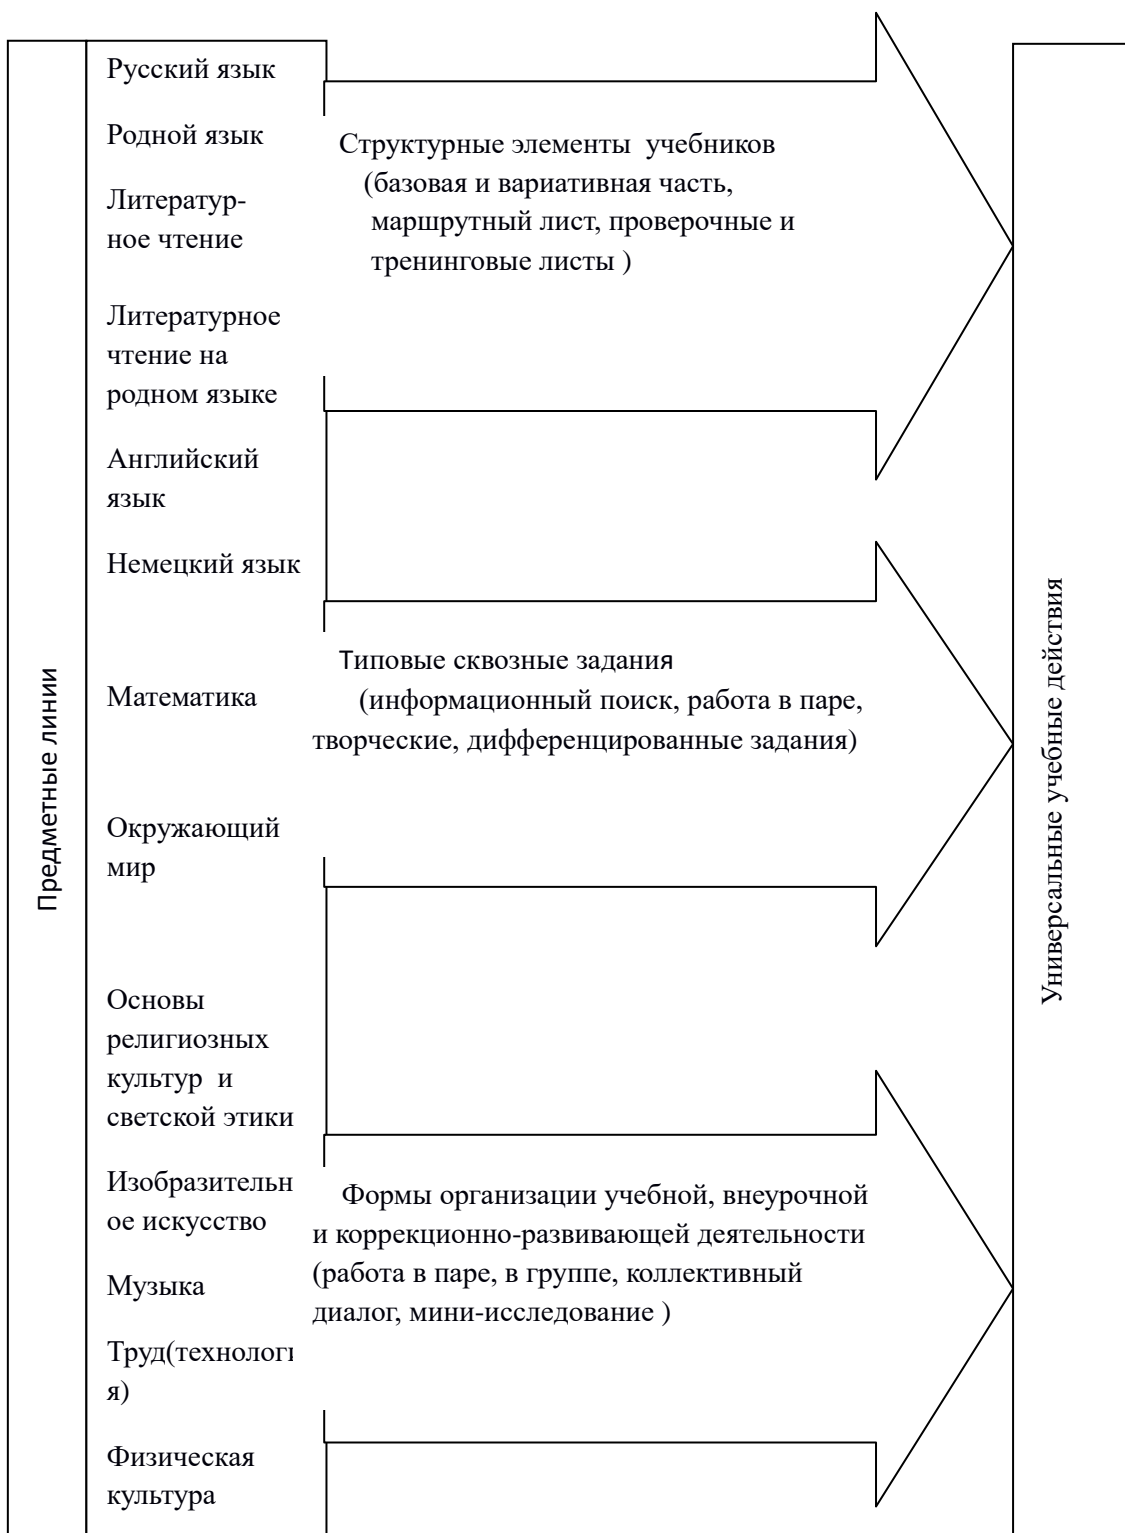 Предметные линии
Русский язык
Родной язык
Литератур-
ное чтение
Литературное
чтение на
родном языке
Английский
язык
Немецкий язык
Математика
Окружающий
мир
Основы
религиозных
культур и
светской этики
Изобразительн
ое искусство
Музыка
Труд(технологи
я)
Физическая
культура
Структурные элементы учебников
(базовая и вариативная часть,
маршрутный лист, проверочные и
тренинговые листы )
Типовые сквозные задания
(информационный поиск, работа в паре,
творческие, дифференцированные задания)
Формы организации учебной, внеурочной
и коррекционно-развивающей деятельности
(работа в паре, в группе, коллективный
диалог, мини-исследование )
Универсальные учебные действия